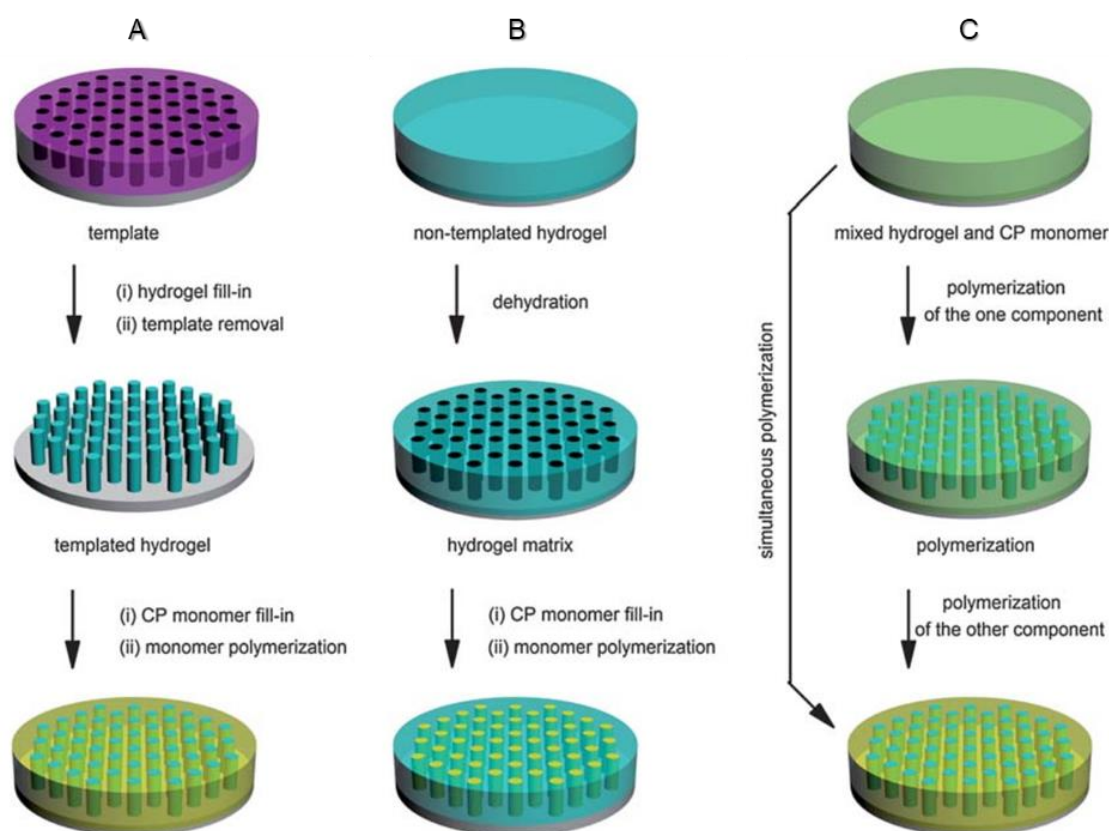 A
template
(i) hydrogel fill-in
(ii) template removal
templated hydrogel
(i) CP monomer fill-in
(ii) monomer polymerization
B
non-templated hydrogel
dehydration
hydrogel matrix
(i) CP monomer fill-in
(ii) monomer polymerization
C
mixed hydrogel and CP monomer
simultaneous polymerization
polymerization
of the one component
polymerization
polymerization
of the other component